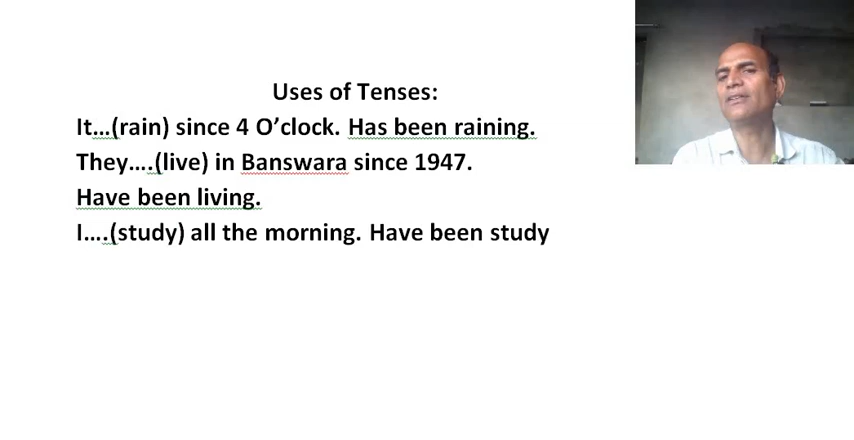 Uses of Tenses:
It...(rain) since 4 O’clock. Has been raining.
They....(live) in Banswara since 1947.
Have been living.
I....(study) all the morning. Have been study